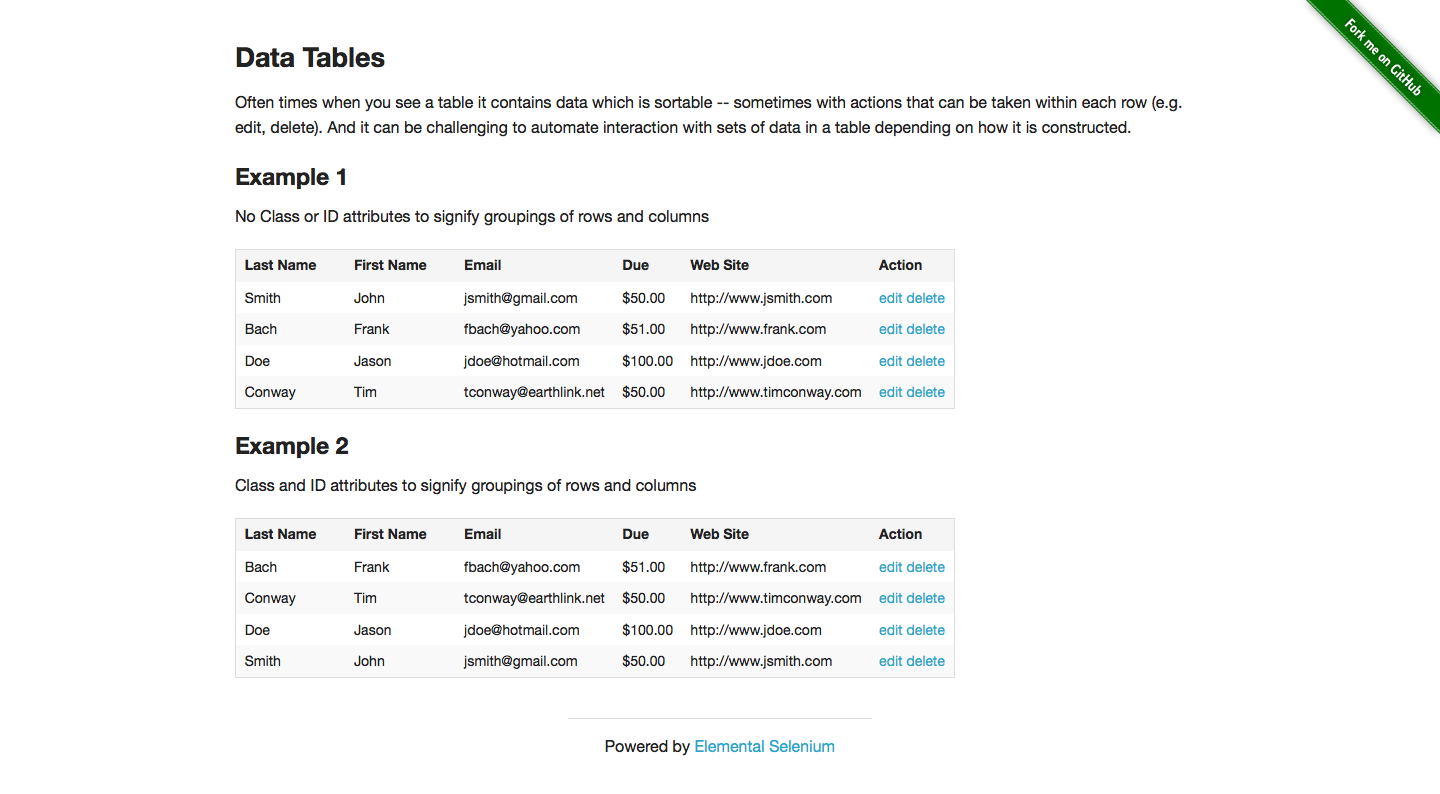 Fork me on GitHub
Data Tables
Often times when you see a table it contains data which is sortable -- sometimes with actions that can be taken within each row (e.g.
edit, delete). And it can be challenging to automate interaction with sets of data in a table depending on how it is constructed.
Example 1
No Class or ID attributes to signify groupings of rows and columns
Last Name First Name Email Due Web Site Action
Smith John jsmith@gmail.com $50.00 http://www.jsmith.com edit delete
Bach Frank fbach@yahoo.com $51.00 http://www.frank.com edit delete
Doe Jason jdoe@hotmail.com $100.00 http://www.jdoe.com edit delete
Conway Tim tconway@earthlink.net $50.00 http://www.timconway.com edit delete
Example 2
Class and ID attributes to signify groupings of rows and columns
Last Name First Name Email Due Web Site Action
Bach Frank fbach@yahoo.com $51.00 http://www.frank.com edit delete
Conway Tim tconway@earthlink.net $50.00 http://www.timconway.com edit delete
Doe Jason jdoe@hotmail.com $100.00 http://www.jdoe.com edit delete
Smith John jsmith@gmail.com $50.00 http://www.jsmith.com edit delete
Powered by Elemental Selenium